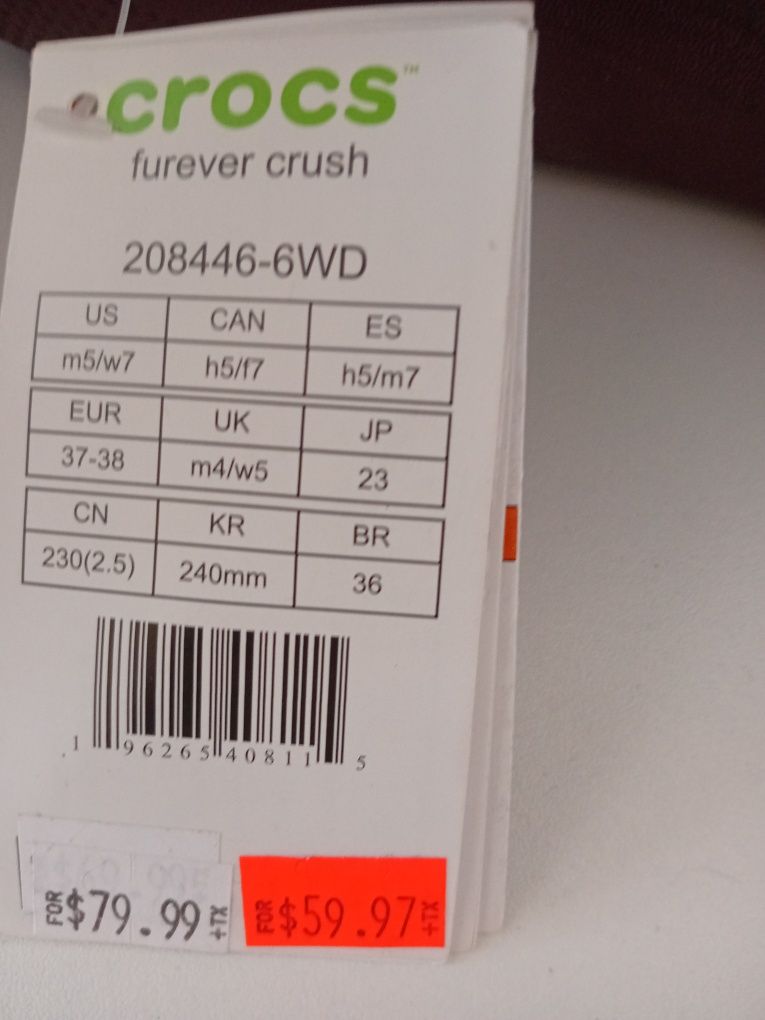 crocs™
furever crush
208446-6WD
US CAN ES
m5/w7 h5/f7 h5/m7
EUR UK JP
37-38 m4/w5 23
CN KR BR
230(2.5) 240mm 36
1 96265 40811 5
FOR $79.99 +TX
FOR $59.97 +TX